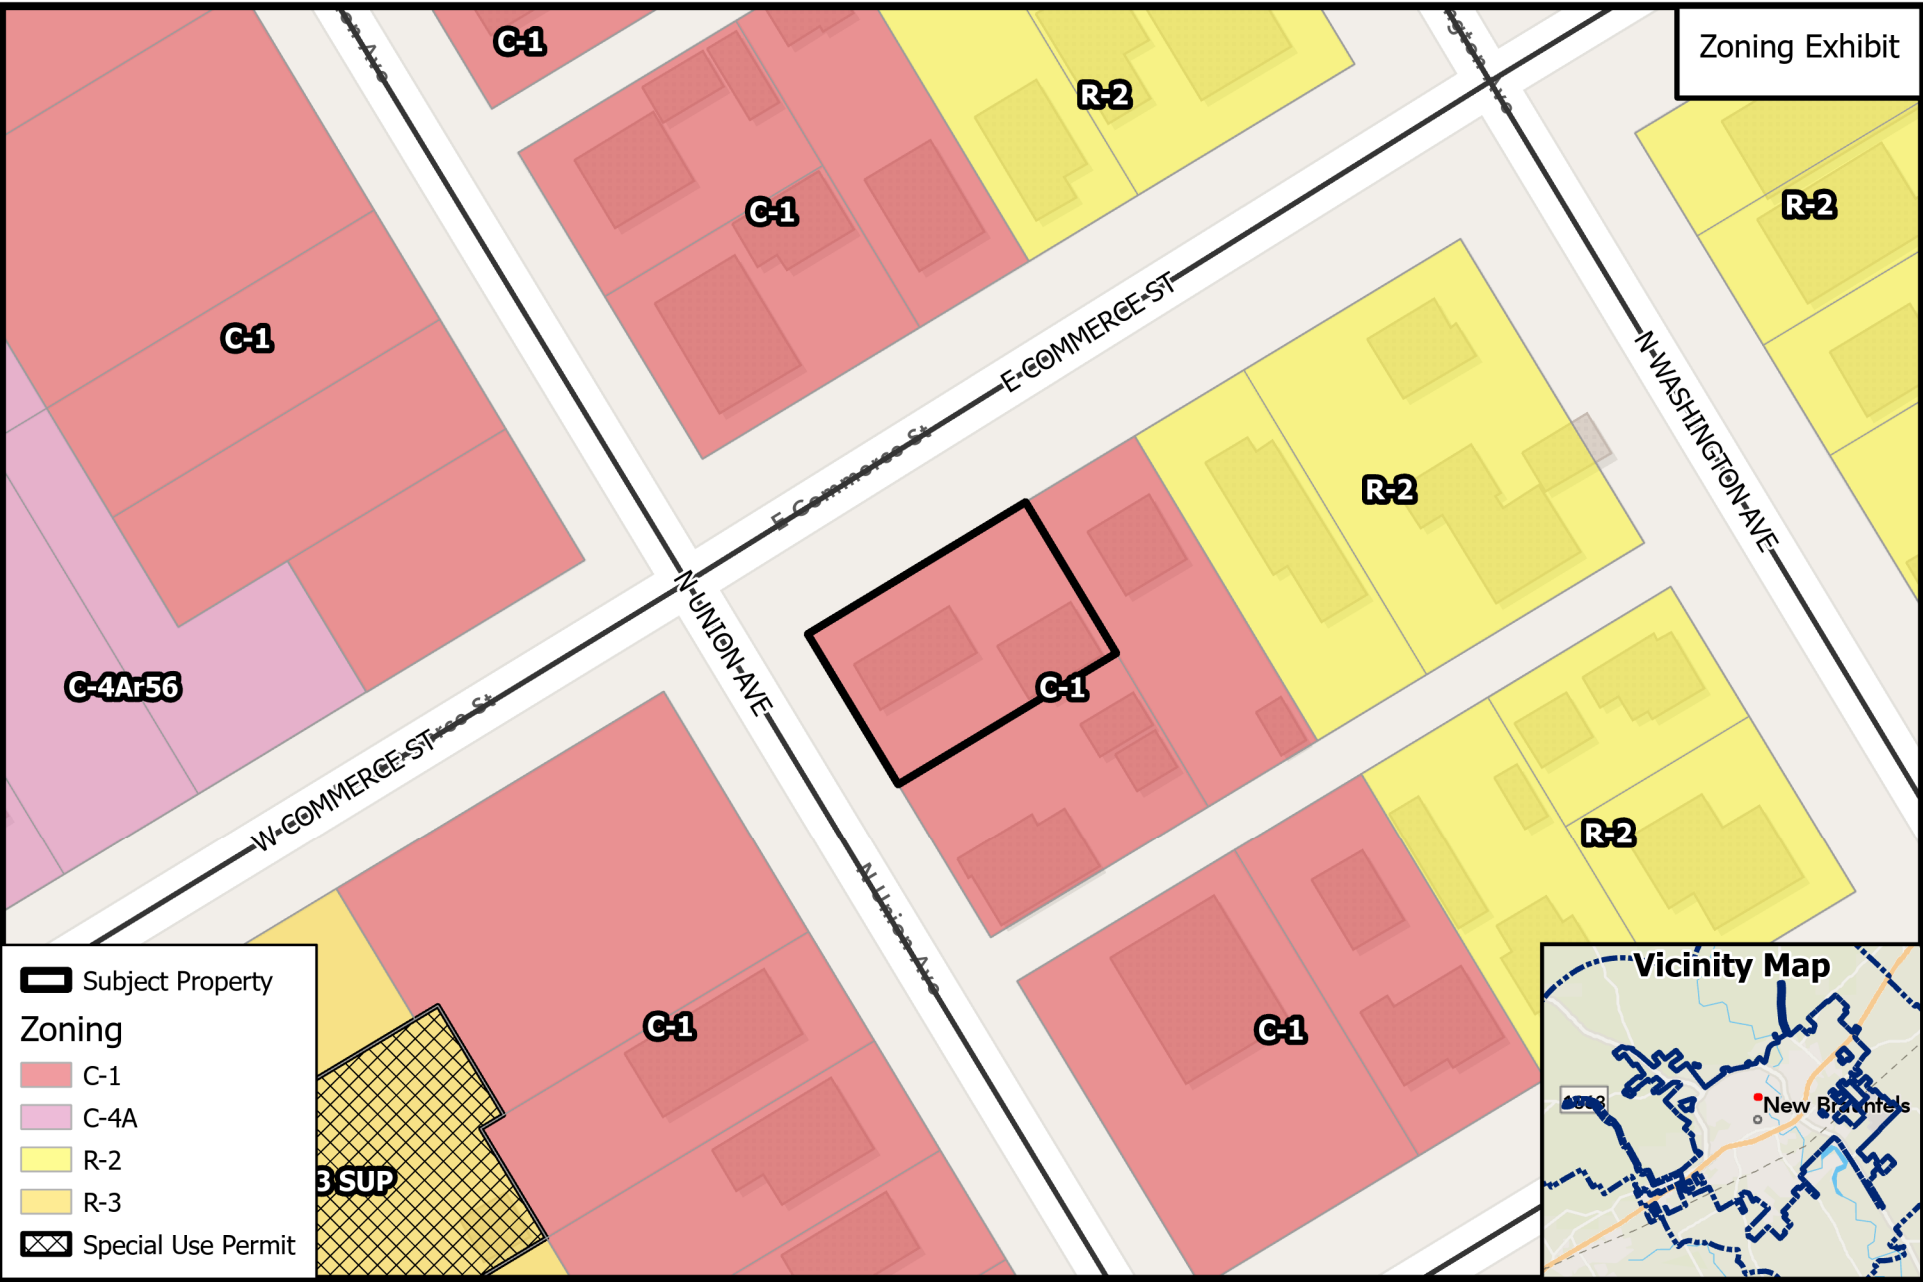 Zoning Exhibit
C-1
R-2
C-1
R-2
C-1
E COMMERCE ST
E Commerce St
N WASHINGTON AVE
R-2
N UNION AVE
C-1
C-4Ar56
W COMMERCE ST
R-2
N Union Ave
C-1
C-1
3 SUP
Subject Property
Zoning
C-1
C-4A
R-2
R-3
Special Use Permit
Vicinity Map
New Braunfels